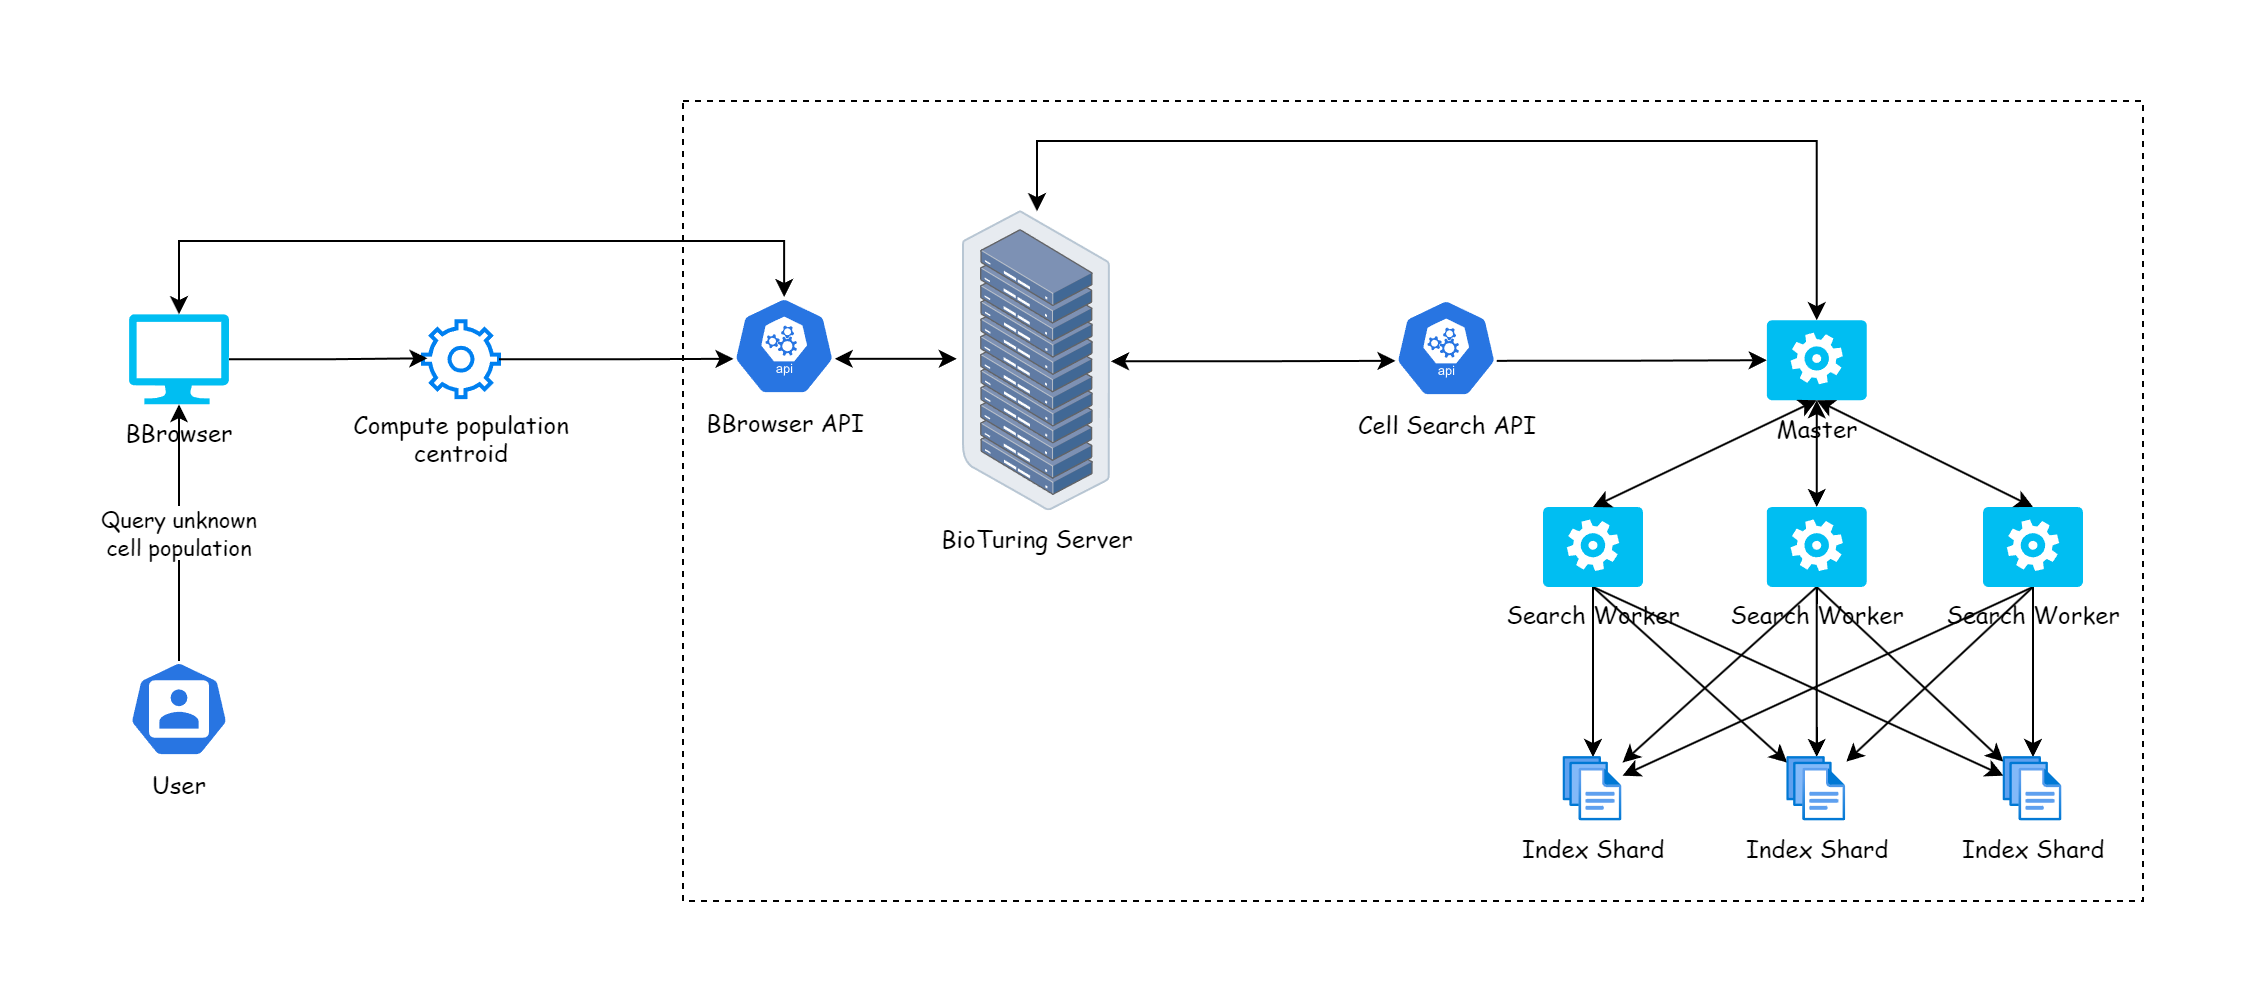 api
api
BBrowser
Compute population
centroid
BBrowser API
Cell Search API
Master
Query unknown
cell population
BioTuring Server
Search Worker
Search Worker
Search Worker
User
Index Shard
Index Shard
Index Shard